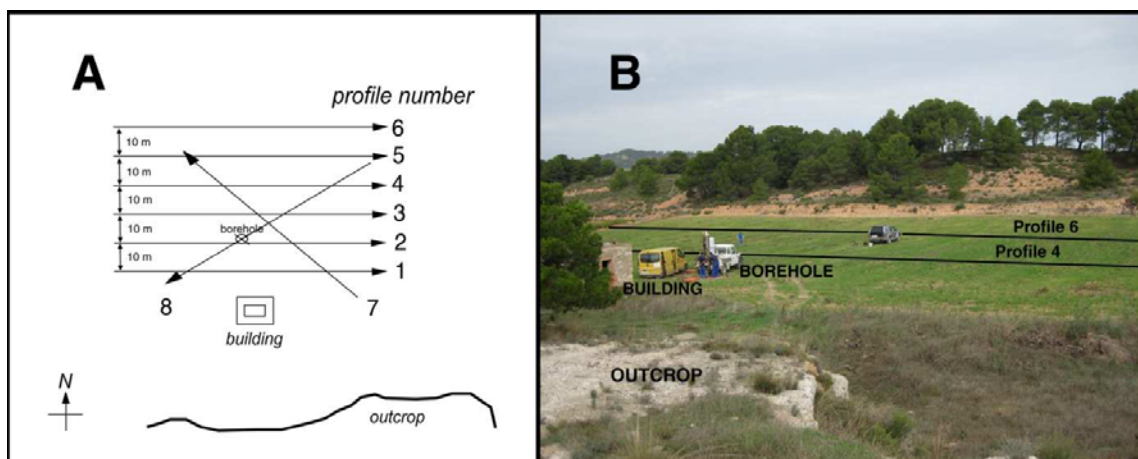 A
profile number
6
10 m
5
10 m
4
10 m
3
borehole
10 m
2
10 m
1
8
7
building
N
outcrop
B
Profile 6
Profile 4
BOREHOLE
BUILDING
OUTCROP